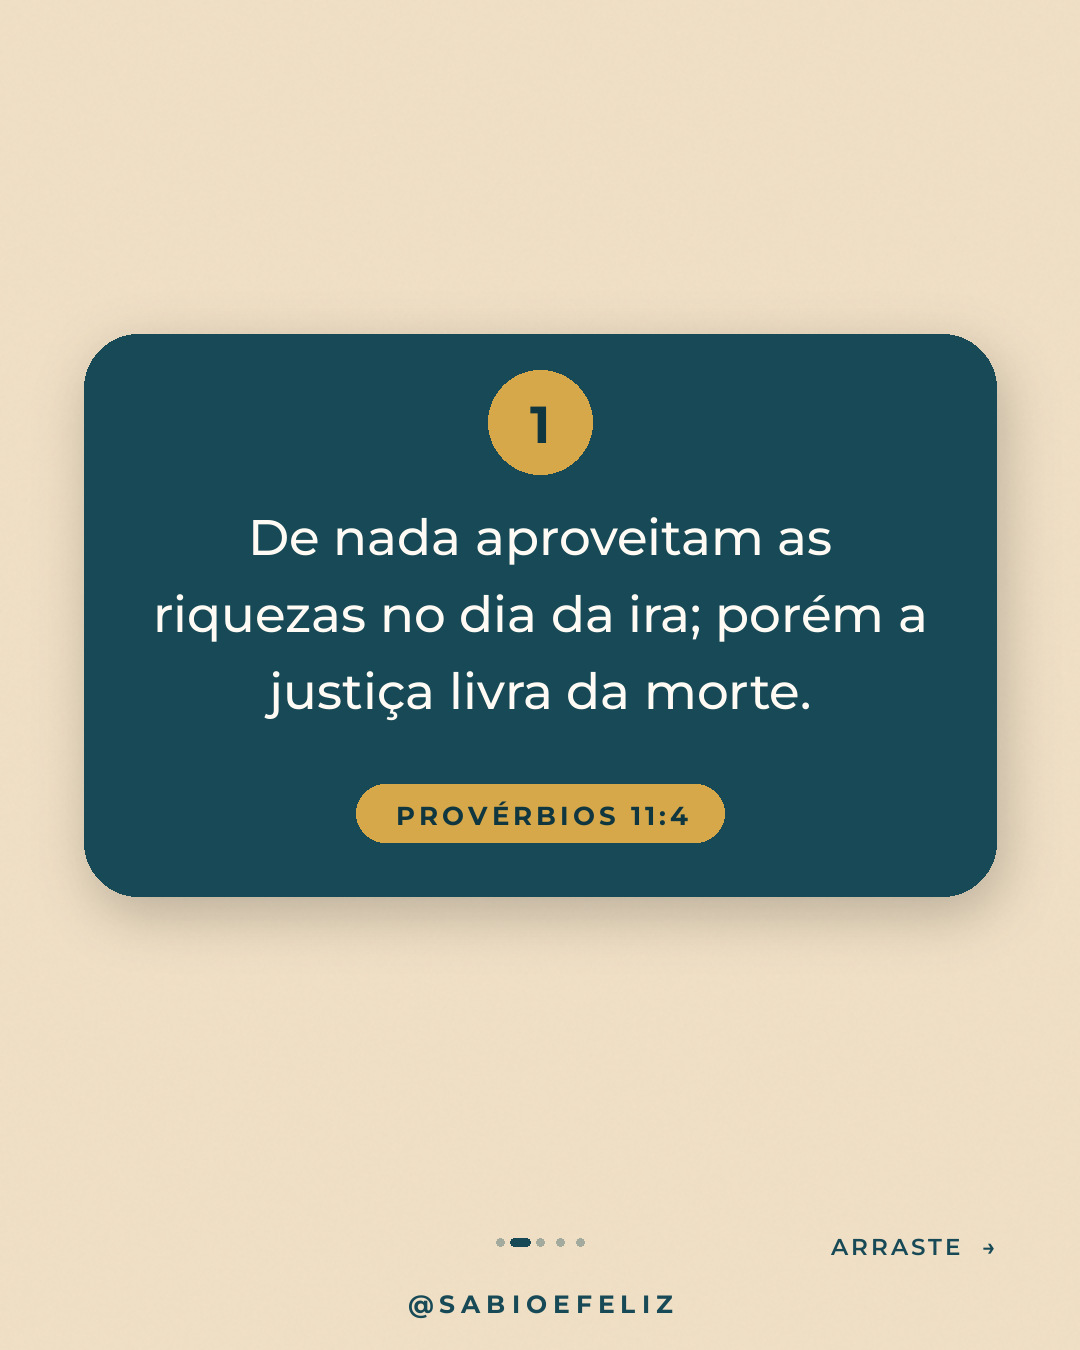 1
De nada aproveitam as
riquezas no dia da ira; porém a
justiça livra da morte.
PROVÉRBIOS 11:4
ARRASTE →
@SABIOEFELIZ